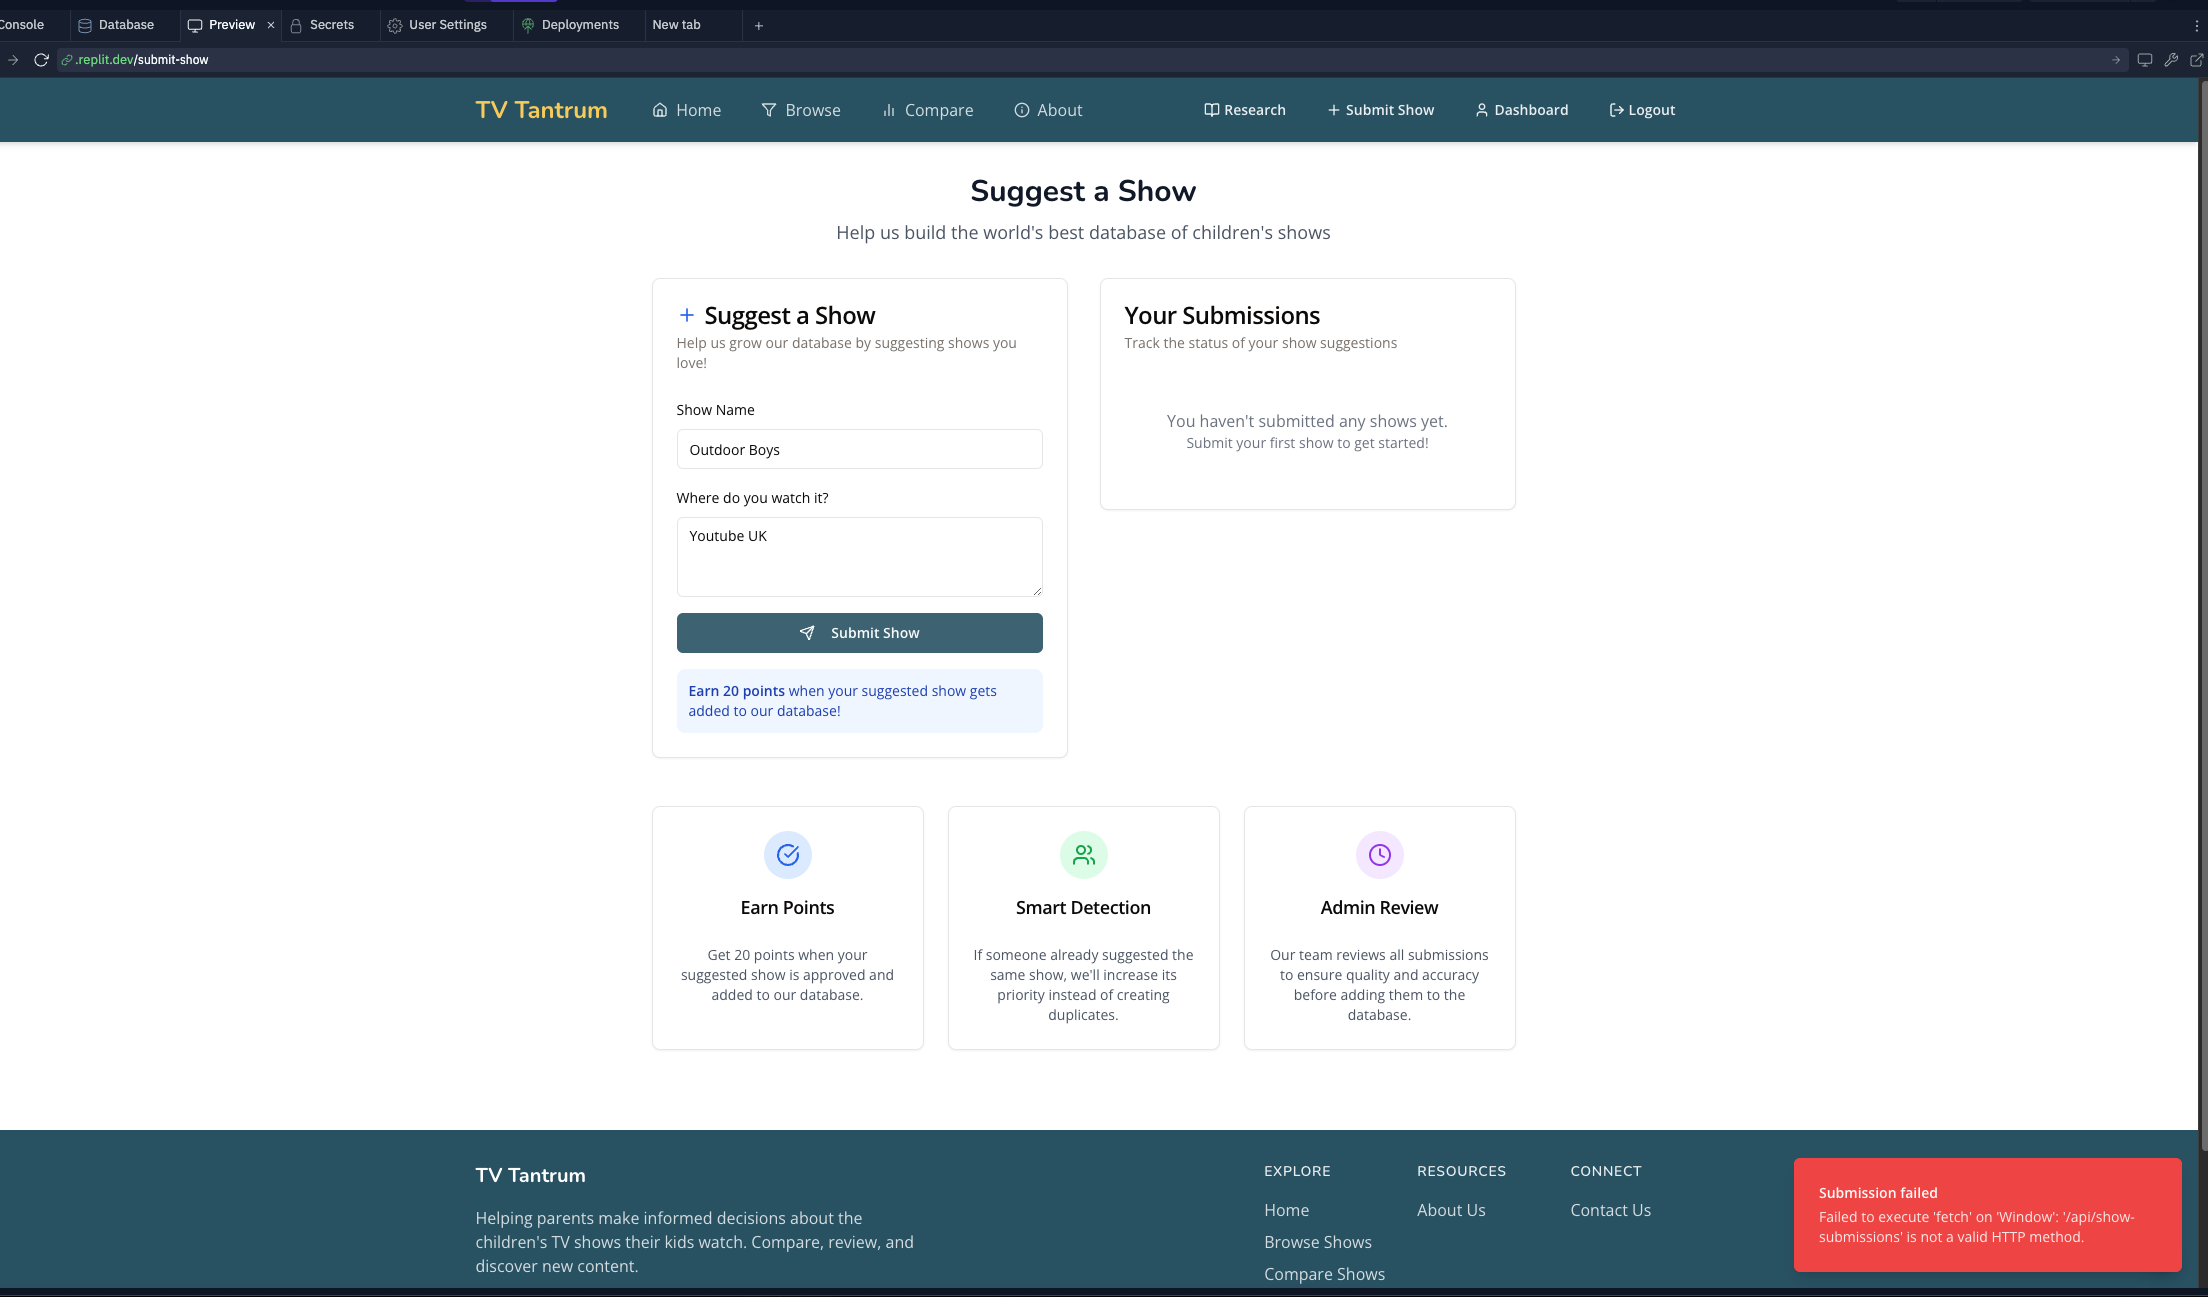 Console
Database
Preview ×
Secrets
User Settings
Deployments
New tab
+
.replit.dev/submit-show
TV Tantrum
Home
Browse
Compare
About
Research
Submit Show
Dashboard
Logout
Suggest a Show
Help us build the world's best database of children's shows
Suggest a Show
Help us grow our database by suggesting shows you
love!
Show Name
Outdoor Boys
Where do you watch it?
Youtube UK
Submit Show
Earn 20 points when your suggested show gets
added to our database!
Your Submissions
Track the status of your show suggestions
You haven't submitted any shows yet.
Submit your first show to get started!
Earn Points
Get 20 points when your
suggested show is approved and
added to our database.
Smart Detection
If someone already suggested the
same show, we'll increase its
priority instead of creating
duplicates.
Admin Review
Our team reviews all submissions
to ensure quality and accuracy
before adding them to the
database.
TV Tantrum
Helping parents make informed decisions about the
children's TV shows their kids watch. Compare, review, and
discover new content.
EXPLORE
Home
Browse Shows
Compare Shows
RESOURCES
About Us
CONNECT
Contact Us
Submission failed
Failed to execute 'fetch' on 'Window': '/api/show-
submissions' is not a valid HTTP method.